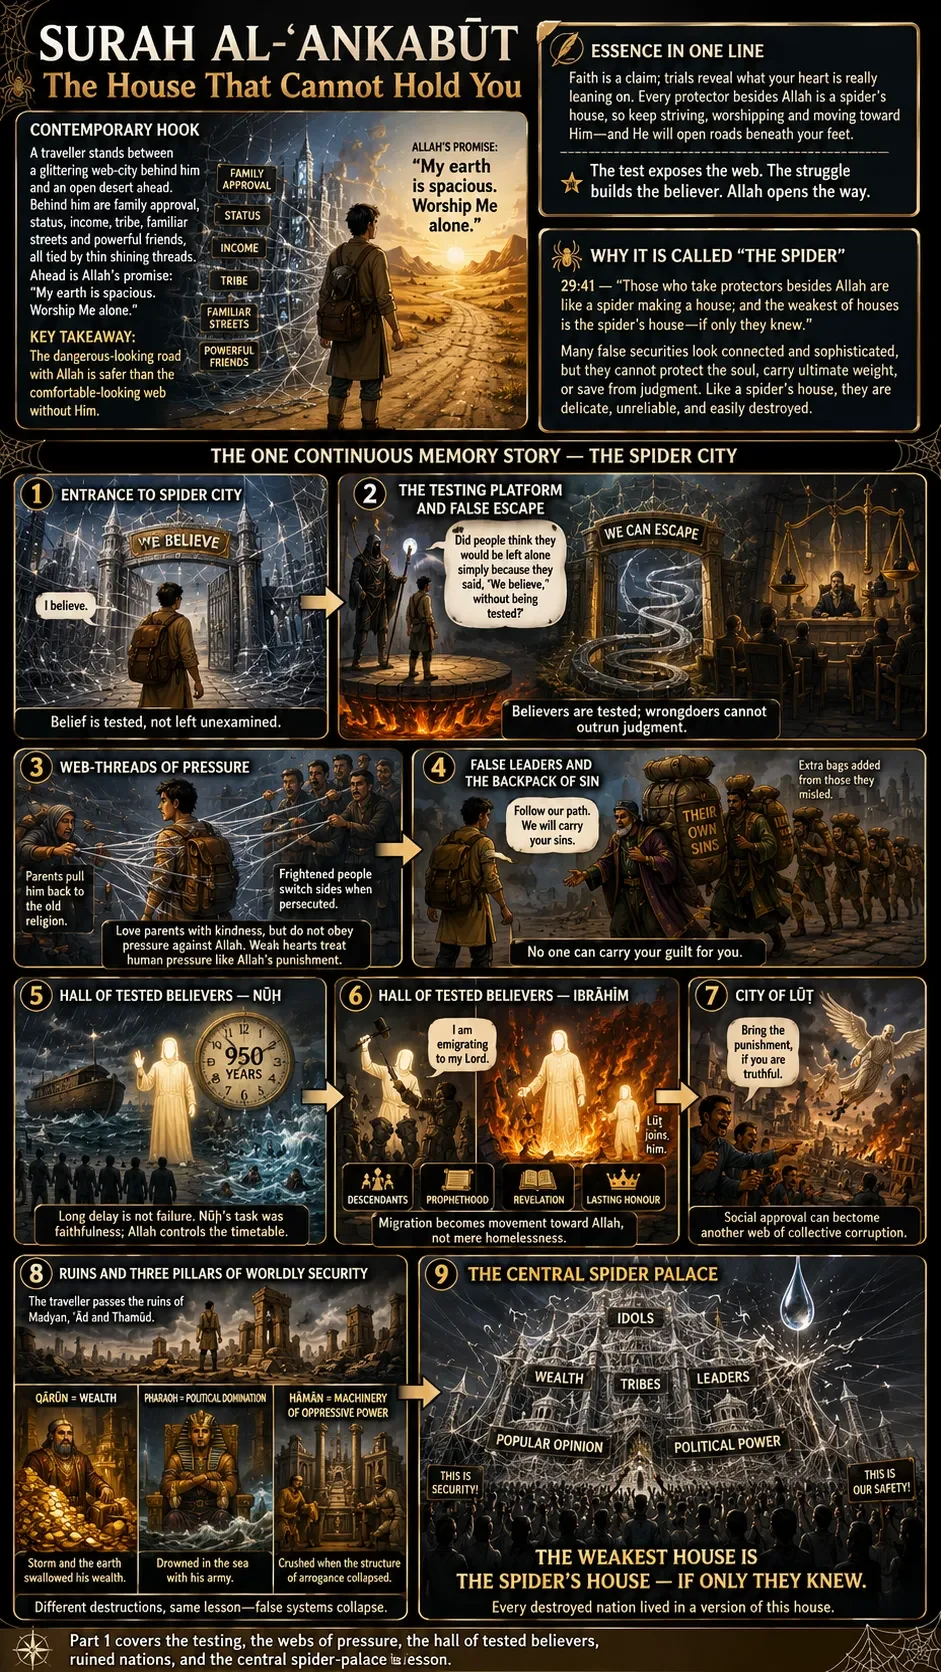 SURAH AL-‘ANKABŪT
The House That Cannot Hold You
CONTEMPORARY HOOK
A traveller stands between
a glittering web-city behind him
and an open desert ahead.
Behind him are family approval,
status, income, tribe, familiar
streets and powerful friends,
all tied by thin shining threads.
Ahead is Allah's promise:
"My earth is spacious.
Worship Me alone."
KEY TAKEAWAY:
The dangerous-looking road
with Allah is safer than the
comfortable-looking web
without Him.
FAMILY
APPROVAL
STATUS
INCOME
TRIBE
FAMILIAR
STREETS
POWERFUL
FRIENDS
ALLAH'S PROMISE:
"My earth
is spacious.
Worship Me
alone."
ESSENCE IN ONE LINE
Faith is a claim; trials reveal what your heart is really
leaning on. Every protector besides Allah is a spider's
house, so keep striving, worshipping and moving toward
Him—and He will open roads beneath your feet.
The test exposes the web. The struggle
builds the believer. Allah opens the way.
WHY IT IS CALLED "THE SPIDER"
29:41 — "Those who take protectors besides Allah are
like a spider making a house; and the weakest of houses
is the spider's house—if only they knew."
Many false securities look connected and sophisticated,
but they cannot protect the soul, carry ultimate weight,
or save from judgment. Like a spider's house, they are
delicate, unreliable, and easily destroyed.
THE ONE CONTINUOUS MEMORY STORY — THE SPIDER CITY
1 ENTRANCE TO SPIDER CITY
WE BELIEVE
I believe.
Belief is tested, not left unexamined.
2 THE TESTING PLATFORM
AND FALSE ESCAPE
Did people think they
would be left alone
simply because they
said, "We believe,"
without being
tested?'
WE CAN ESCAPE
Believers are tested; wrongdoers cannot
outrun judgment.
3 WEB-THREADS OF PRESSURE
Parents pull
him back to
the old
religion.
Frightened people
switch sides when
persecuted.
Love parents with kindness, but do not obey
pressure against Allah. Weak hearts treat
human pressure like Allah's punishment.
4 FALSE LEADERS AND
THE BACKPACK OF SIN
Follow our path.
We will carry
your sins.
THEIR
OWN
SINS
Extra bags added
from those they
misled.
No one can carry your guilt for you.
5 HALL OF TESTED BELIEVERS — NŪḤ
950
YEARS
Long delay is not failure. Nūḥ's task was
faithfulness; Allah controls the timetable.
6 HALL OF TESTED BELIEVERS — IBRĀHĪM
I am
emigrating
to my Lord.
Lūṭ
joins
him.
DESCENDANTS
PROPHETHOOD
REVELATION
LASTING HONOUR
Migration becomes movement toward Allah,
not mere homelessness.
7 CITY OF LŪṬ
Bring the
punishment,
if you are
truthful.
Social approval can bectome
another web of collective corruption.
8 RUINS AND THREE PILLARS OF WORLDLY SECURITY
The traveller passes the ruins of
Madyan, ʿĀd and Thamūd.
QĀRŪN = WEALTH
Storm and the earth
swallowed his wealth.
PHARAOH = POLITICAL DOMINATION
Drowned in the sea
with his army.
HĀMĀN = MACHINERY
OF OPPRESSIVE POWER
Crushed when the structure
of arrogance collapsed.
Different destructions, same lesson—false systems collapse.
9 THE CENTRAL SPIDER PALACE
IDOLS
WEALTH
TRIBES
LEADERS
POPULAR OPINION
POLITICAL POWER
THIS IS
SECURITY!
THIS IS
OUR SAFETY!
THE WEAKEST HOUSE IS
THE SPIDER'S HOUSE — IF ONLY THEY KNEW.
Every destroyed nation lived in a version of this house.
Part 1 covers the testing, the webs of pressure, the hall of tested believers,
ruined nations, and the central spider-palace lesson.